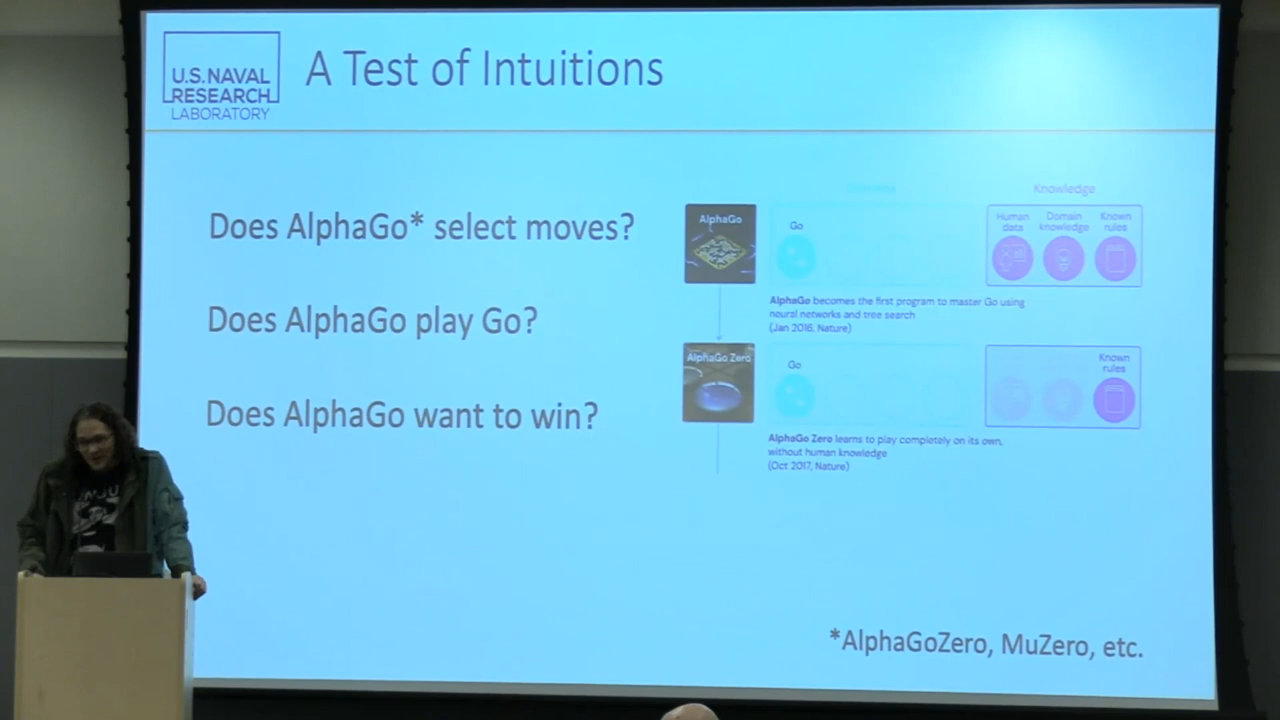 U.S. NAVAL
RESEARCH
LABORATORY
A Test of Intuitions
Does AlphaGo* select moves?
Does AlphaGo play Go?
Does AlphaGo want to win?
Knowledge
AlphaGo
Go
Human
data
Domain
knowledge
Known
rules
AlphaGo becomes the first program to master Go using
neural networks and tree search
(Jan 2016, Nature)
AlphaGo Zero
Go
Known
rules
AlphaGo Zero learns to play completely on its own,
without human knowledge
(Oct 2017, Nature)
*AlphaGoZero, MuZero, etc.